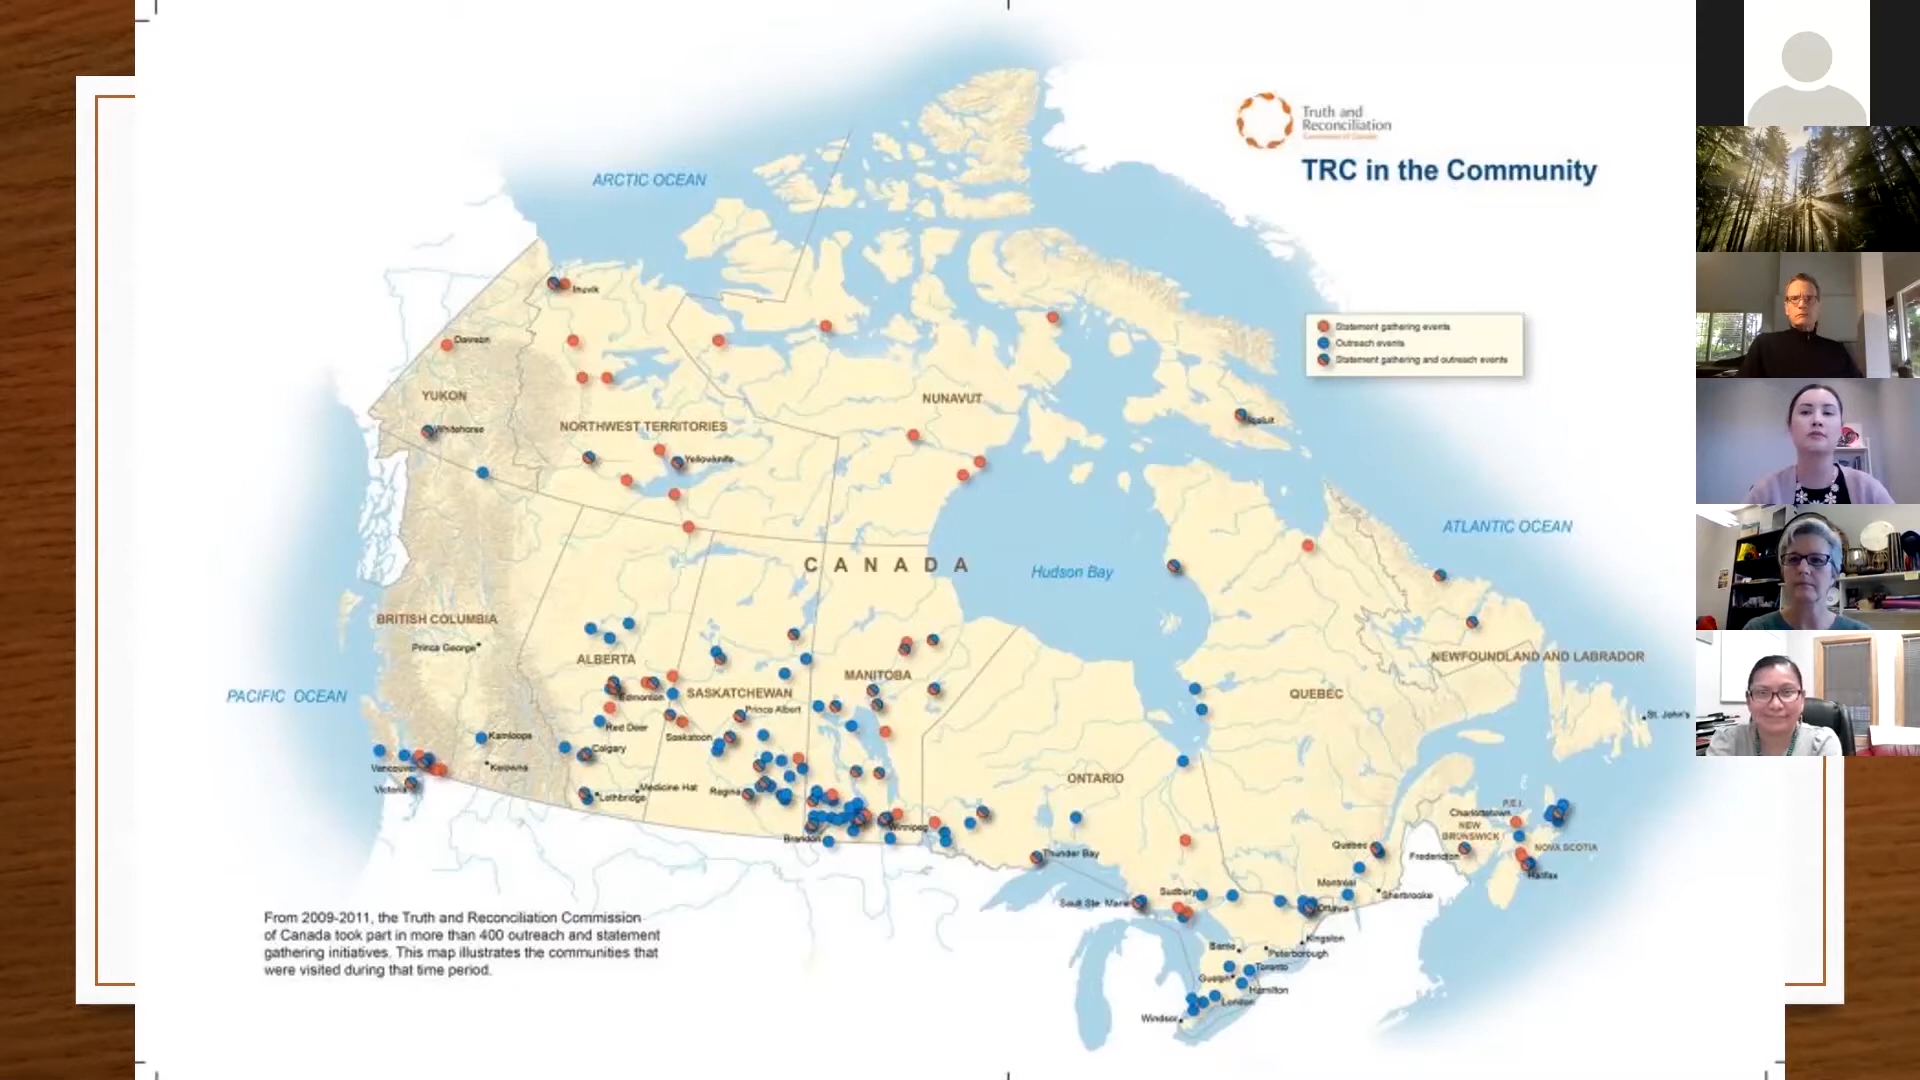 Truth and
Reconciliation
TRC in the Community
ARCTIC OCEAN
Inuvik
Statement gathering events
Outreach events
Statement gathering and outreach events
Dawson
YUKON
NUNAVUT
Iqaluit
Whitehorse
NORTHWEST TERRITORIES
Yellowknife
ATLANTIC OCEAN
CANADA
Hudson Bay
BRITISH COLUMBIA
Prince George
ALBERTA
NEWFOUNDLAND AND LABRADOR
MANITOBA
PACIFIC OCEAN
Edmonton
SASKATCHEWAN
QUEBEC
Prince Albert
St. John's
Red Deer
Kamloops
Saskatoon
Calgary
Vancouver
Kelowna
ONTARIO
Victoria
Medicine Hat
Lethbridge
Regina
P.E.I.
Charlottetown
NEW
BRUNSWICK
Winnipeg
Brandon
Quebec
NOVA SCOTIA
Thunder Bay
Fredericton
Halifax
Montréal
Sudbury
Sherbrooke
Sault Ste. Marie
Ottawa
From 2009-2011, the Truth and Reconciliation Commission
of Canada took part in more than 400 outreach and statement
gathering initiatives. This map illustrates the communities that
were visited during that time period.
Kingston
Barrie
Peterborough
Toronto
Guelph
Hamilton
London
Windsor